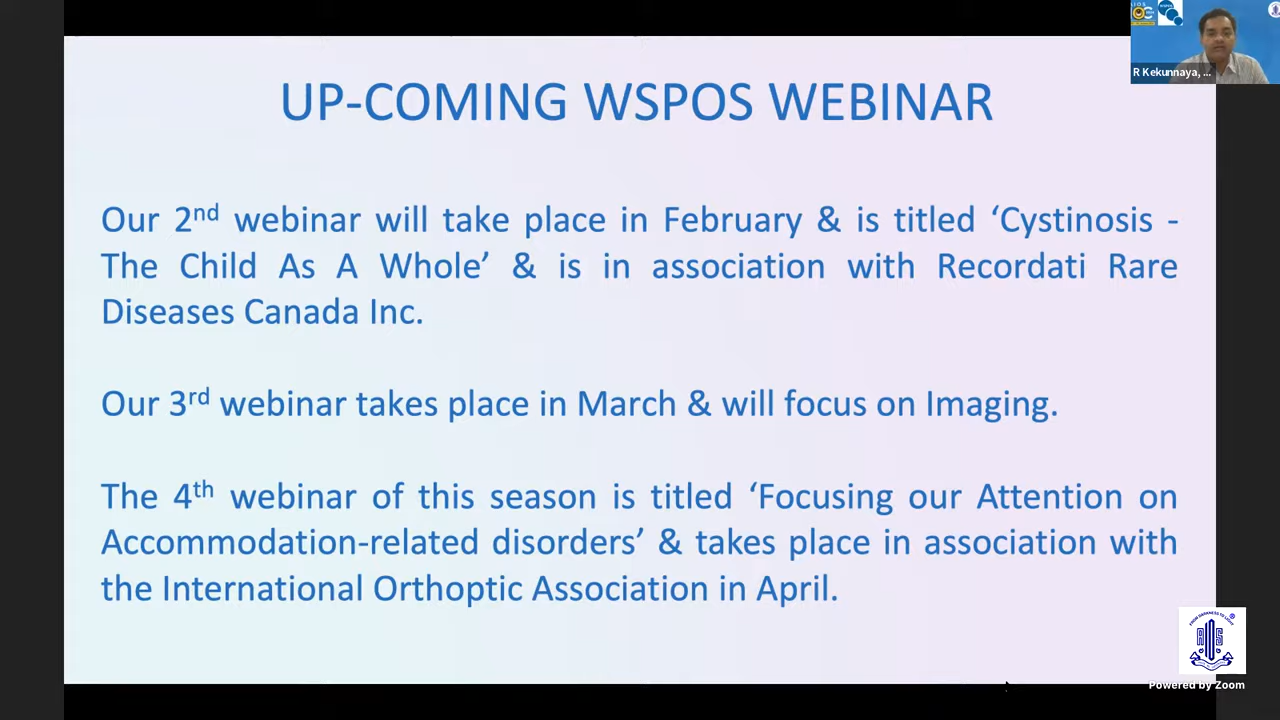 R Kekunnaya, ...
UP-COMING WSPOS WEBINAR
Our 2nd webinar will take place in February & is titled ‘Cystinosis -
The Child As A Whole’ & is in association with Recordati Rare
Diseases Canada Inc.
Our 3rd webinar takes place in March & will focus on Imaging.
The 4th webinar of this season is titled ‘Focusing our Attention on
Accommodation-related disorders’ & takes place in association with
the International Orthoptic Association in April.
Powered by Zoom